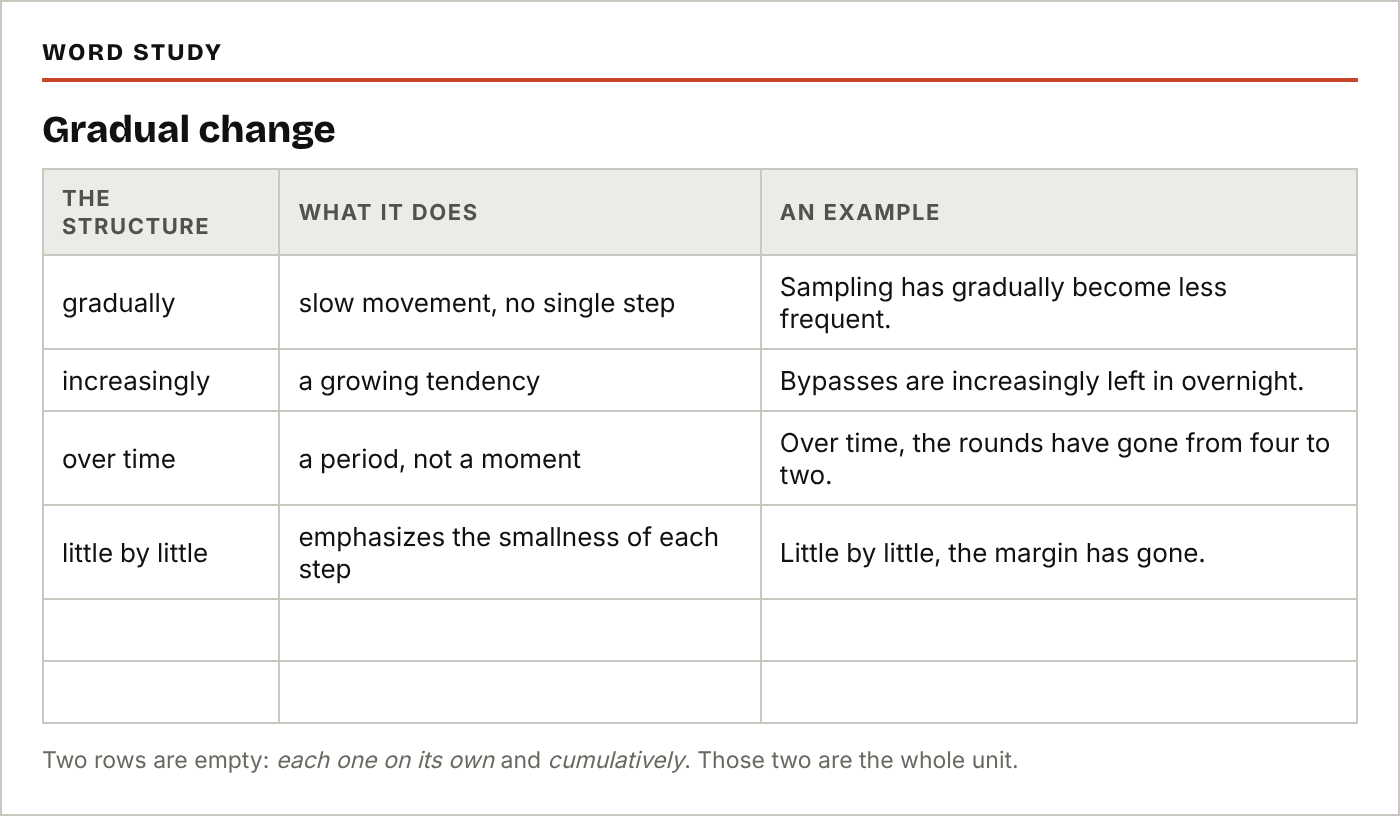 WORD STUDY
Gradual change
THE
STRUCTURE
WHAT IT DOES
AN EXAMPLE
gradually
slow movement, no single step
Sampling has gradually become less
frequent.
increasingly
a growing tendency
Bypasses are increasingly left in overnight.
over time
a period, not a moment
Over time, the rounds have gone from four to
two.
little by little
emphasizes the smallness of each
step
Little by little, the margin has gone.
Two rows are empty: each one on its own and cumulatively. Those two are the whole unit.